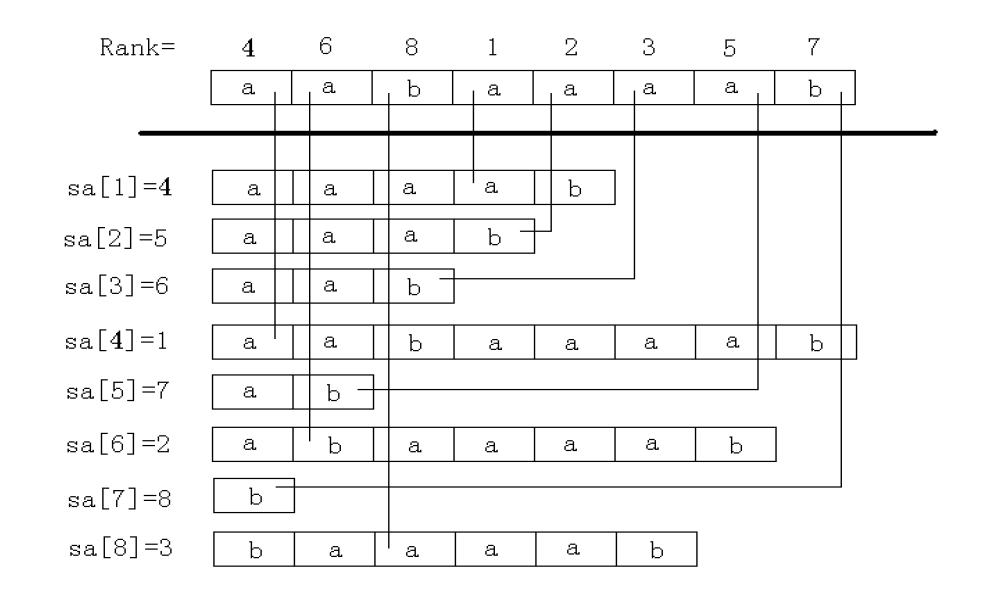 Rank= 4 6 8 1 2 3 5 7
a a b a a a a b
sa[1]=4 a a a a b
sa[2]=5 a a a b
sa[3]=6 a a b
sa[4]=1 a a b a a a a b
sa[5]=7 a b
sa[6]=2 a b a a a a b
sa[7]=8 b
sa[8]=3 b a a a a b